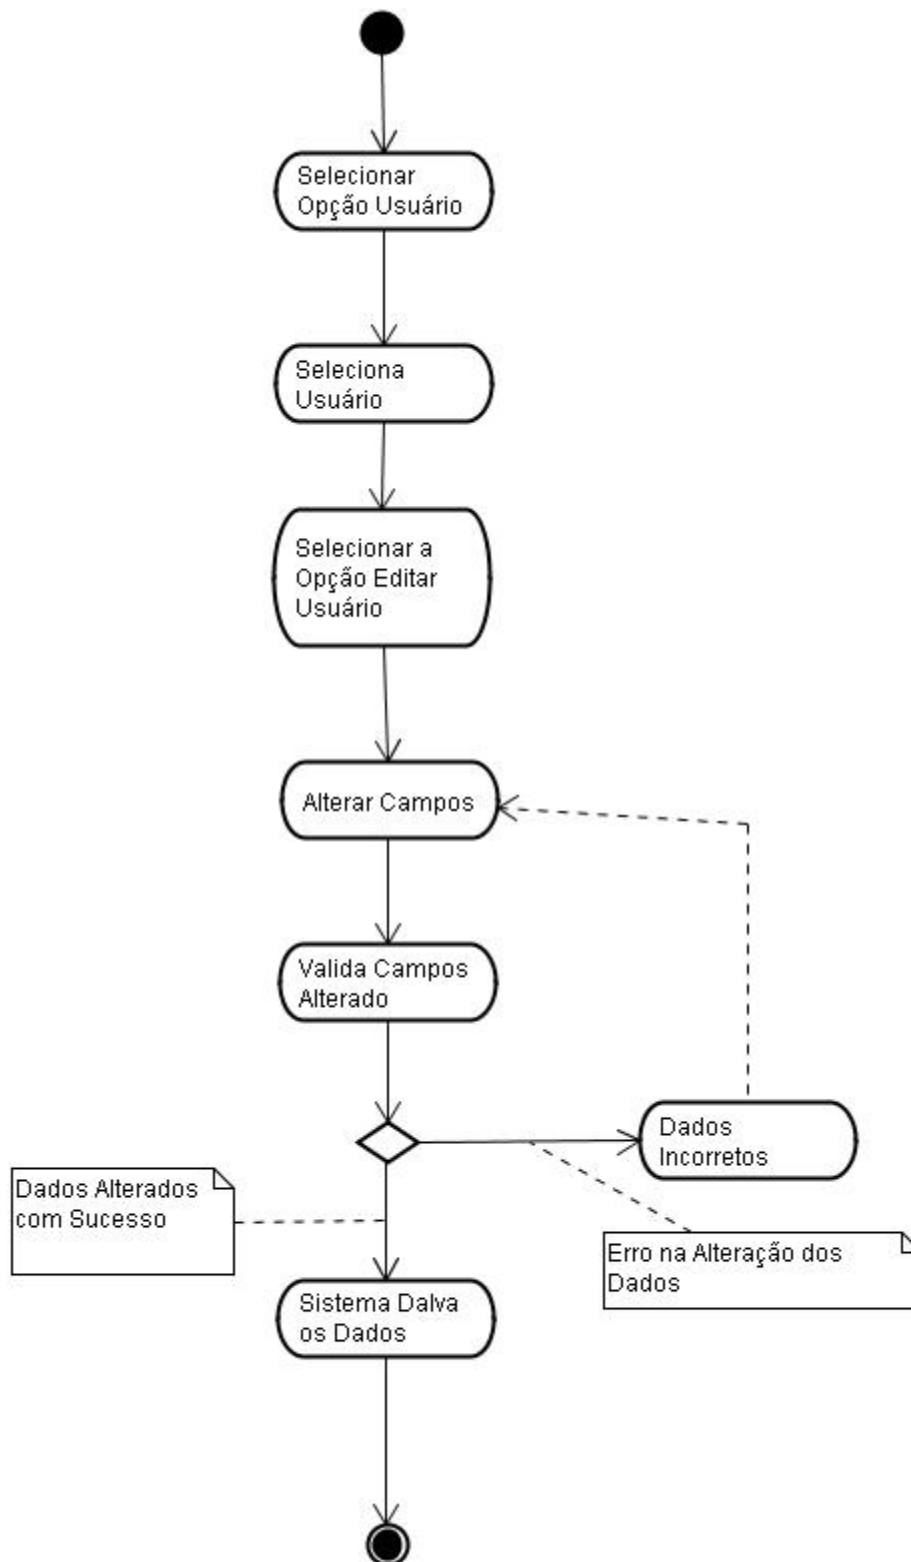 Selecionar
Opção Usuário
Seleciona
Usuário
Selecionar a
Opção Editar
Usuário
Alterar Campos
Valida Campos
Alterado
Dados
Incorretos
Dados Alterados
com Sucesso
Erro na Alteração dos
Dados
Sistema Dalva
os Dados